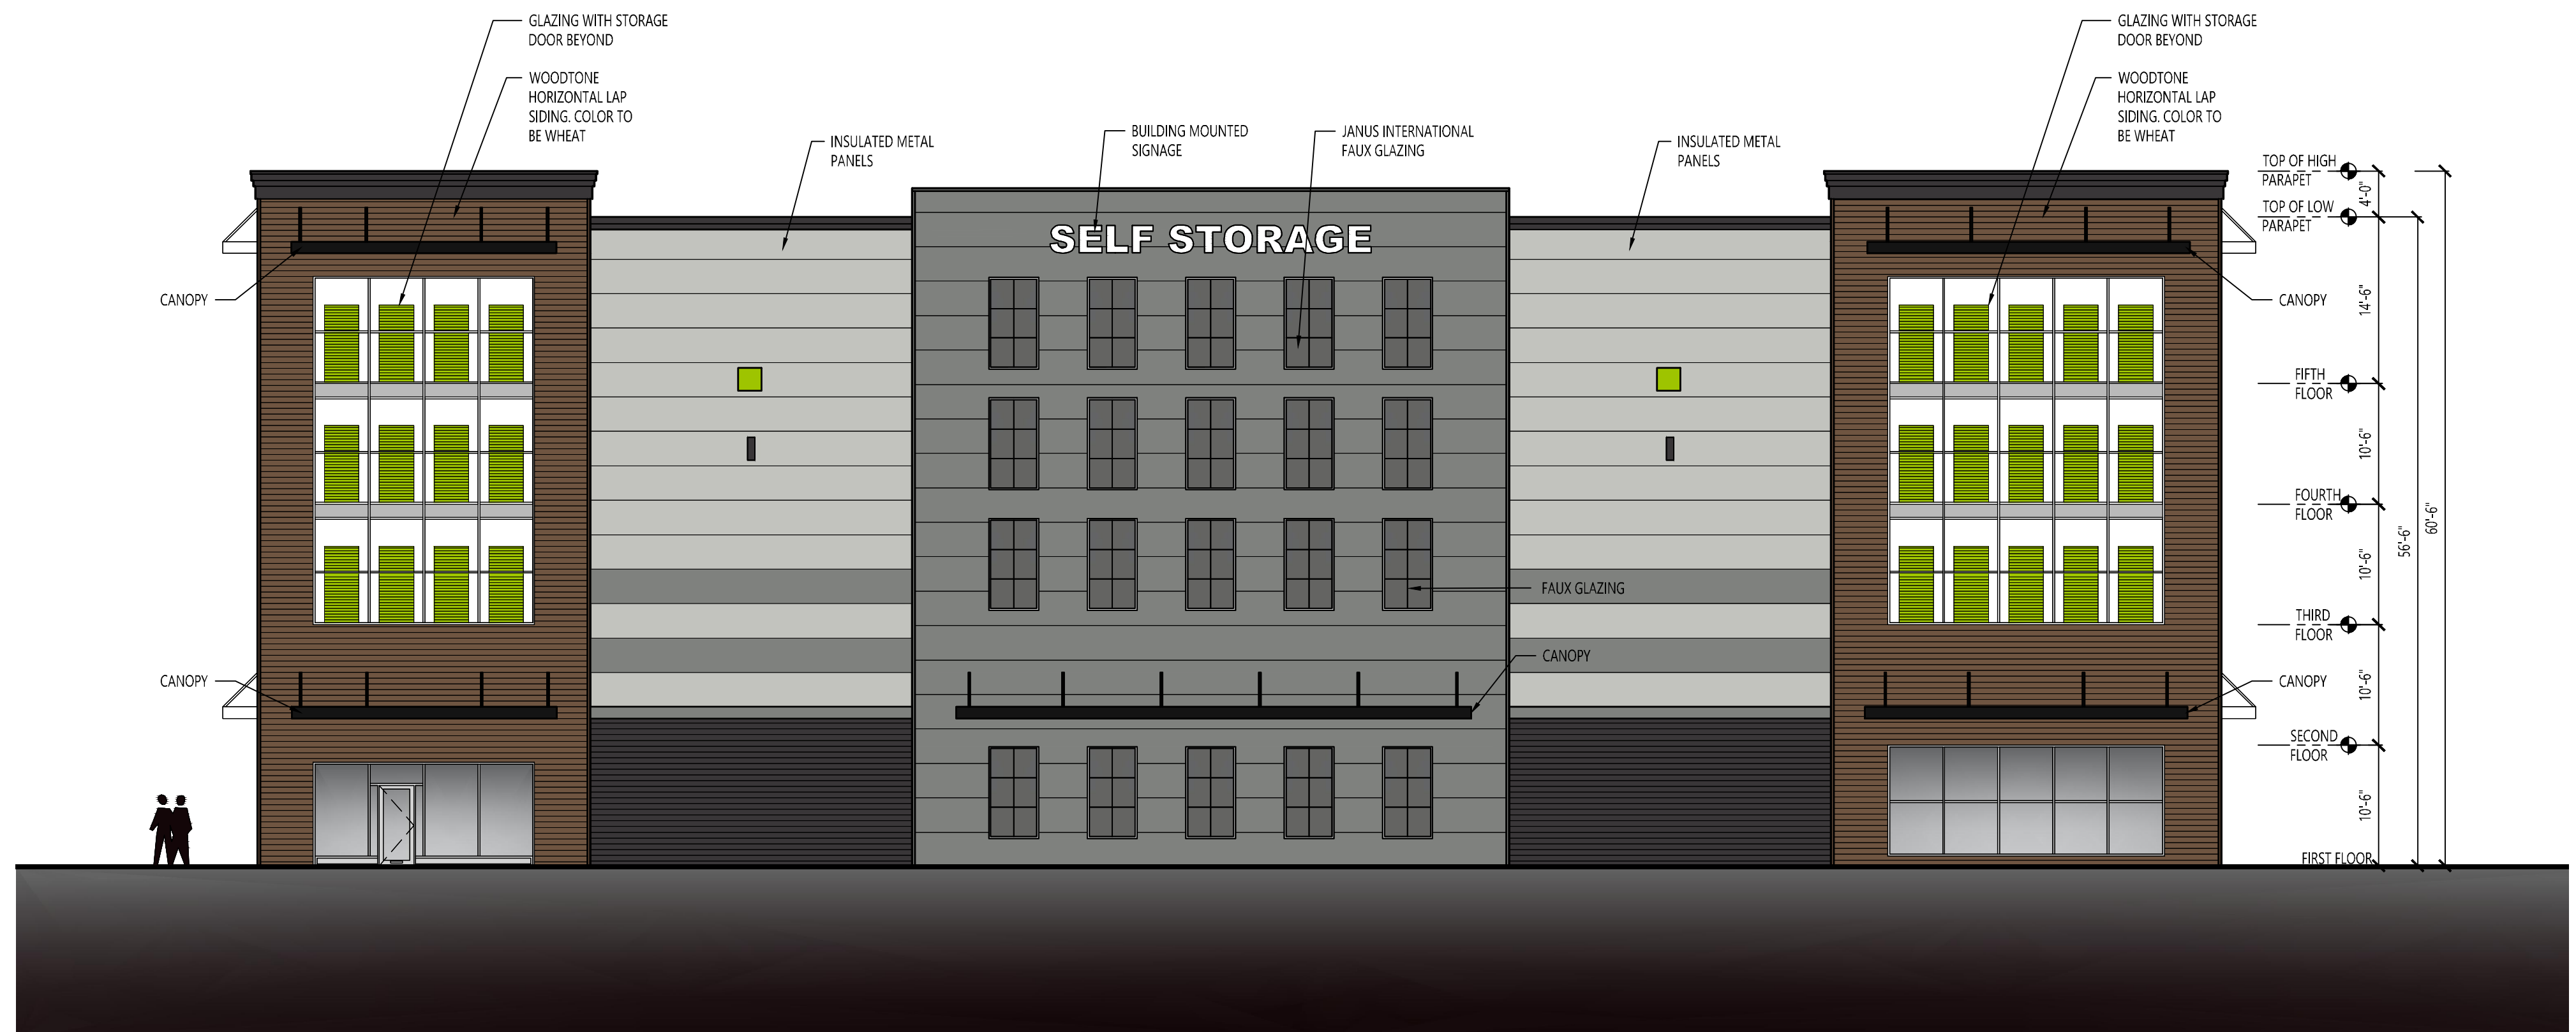 GLAZING WITH STORAGE
DOOR BEYOND
WOODTONE
HORIZONTAL LAP
SIDING. COLOR TO
BE WHEAT
INSULATED METAL
PANELS
BUILDING MOUNTED
SIGNAGE
JANUS INTERNATIONAL
FAUX GLAZING
INSULATED METAL
PANELS
GLAZING WITH STORAGE
DOOR BEYOND
WOODTONE
HORIZONTAL LAP
SIDING. COLOR TO
BE WHEAT
SELF STORAGE
CANOPY
CANOPY
FAUX GLAZING
CANOPY
CANOPY
CANOPY
TOP OF HIGH
PARAPET
4'-0"
TOP OF LOW
PARAPET
14'-6"
FIFTH
FLOOR
10'-6"
FOURTH
FLOOR
10'-6"
THIRD
FLOOR
10'-6"
SECOND
FLOOR
10'-6"
FIRST FLOOR
56'-6"
60'-6"